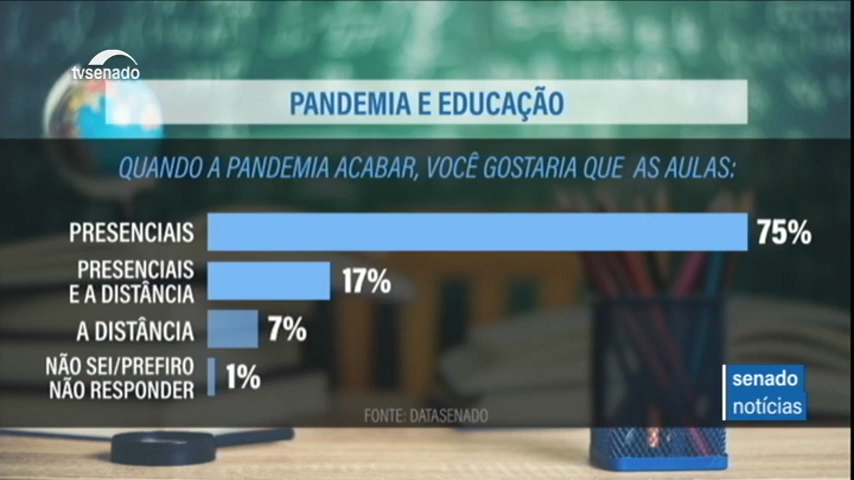 tvsenado
PANDEMIA E EDUCAÇÃO
QUANDO A PANDEMIA ACABAR, VOCÊ GOSTARIA QUE AS AULAS:
PRESENCIAIS 75%
PRESENCIAIS
E A DISTÂNCIA 17%
A DISTÂNCIA 7%
NÃO SEI/PREFIRO
NÃO RESPONDER 1%
FONTE: DATASENADO
senado
notícias